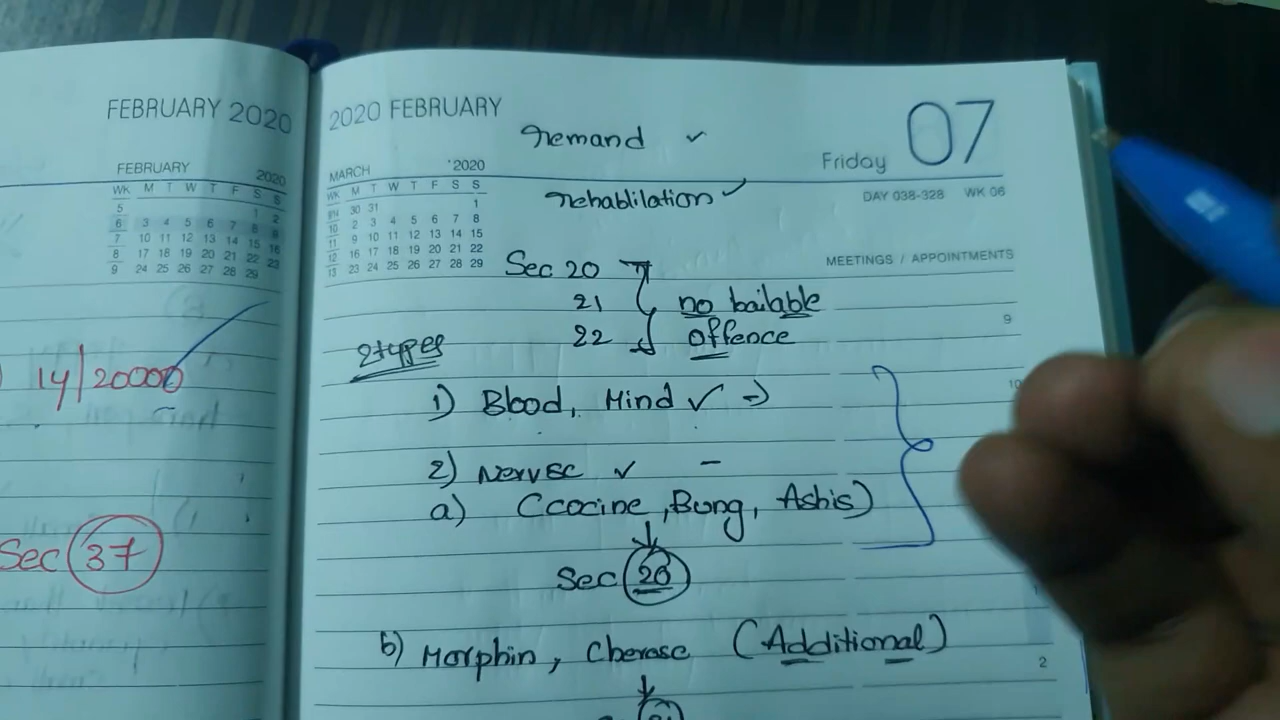 FEBRUARY 2020
FEBRUARY 2020
WK M T W T F S S
5 1 2
6 3 4 5 6 7 8 9
7 10 11 12 13 14 15 16
8 17 18 19 20 21 22 23
9 24 25 26 27 28 29
14/20000
Sec 37
2020 FEBRUARY
07
Friday
DAY 038-328 WK 06
MARCH 2020
WK M T W T F S S
30 31 1
10 2 3 4 5 6 7 8
11 9 10 11 12 13 14 15
12 16 17 18 19 20 21 22
13 23 24 25 26 27 28 29
MEETINGS / APPOINTMENTS
remand ✓
rehablilation ✓
Sec 20
21 no bailable
22 offence
2types
1) Blood, Mind ✓ →
2) Nervsc ✓ –
a) (cocine, Bung, Ashis)
Sec 20
b) Morphin, Cherasc (Additional)
9
10
2